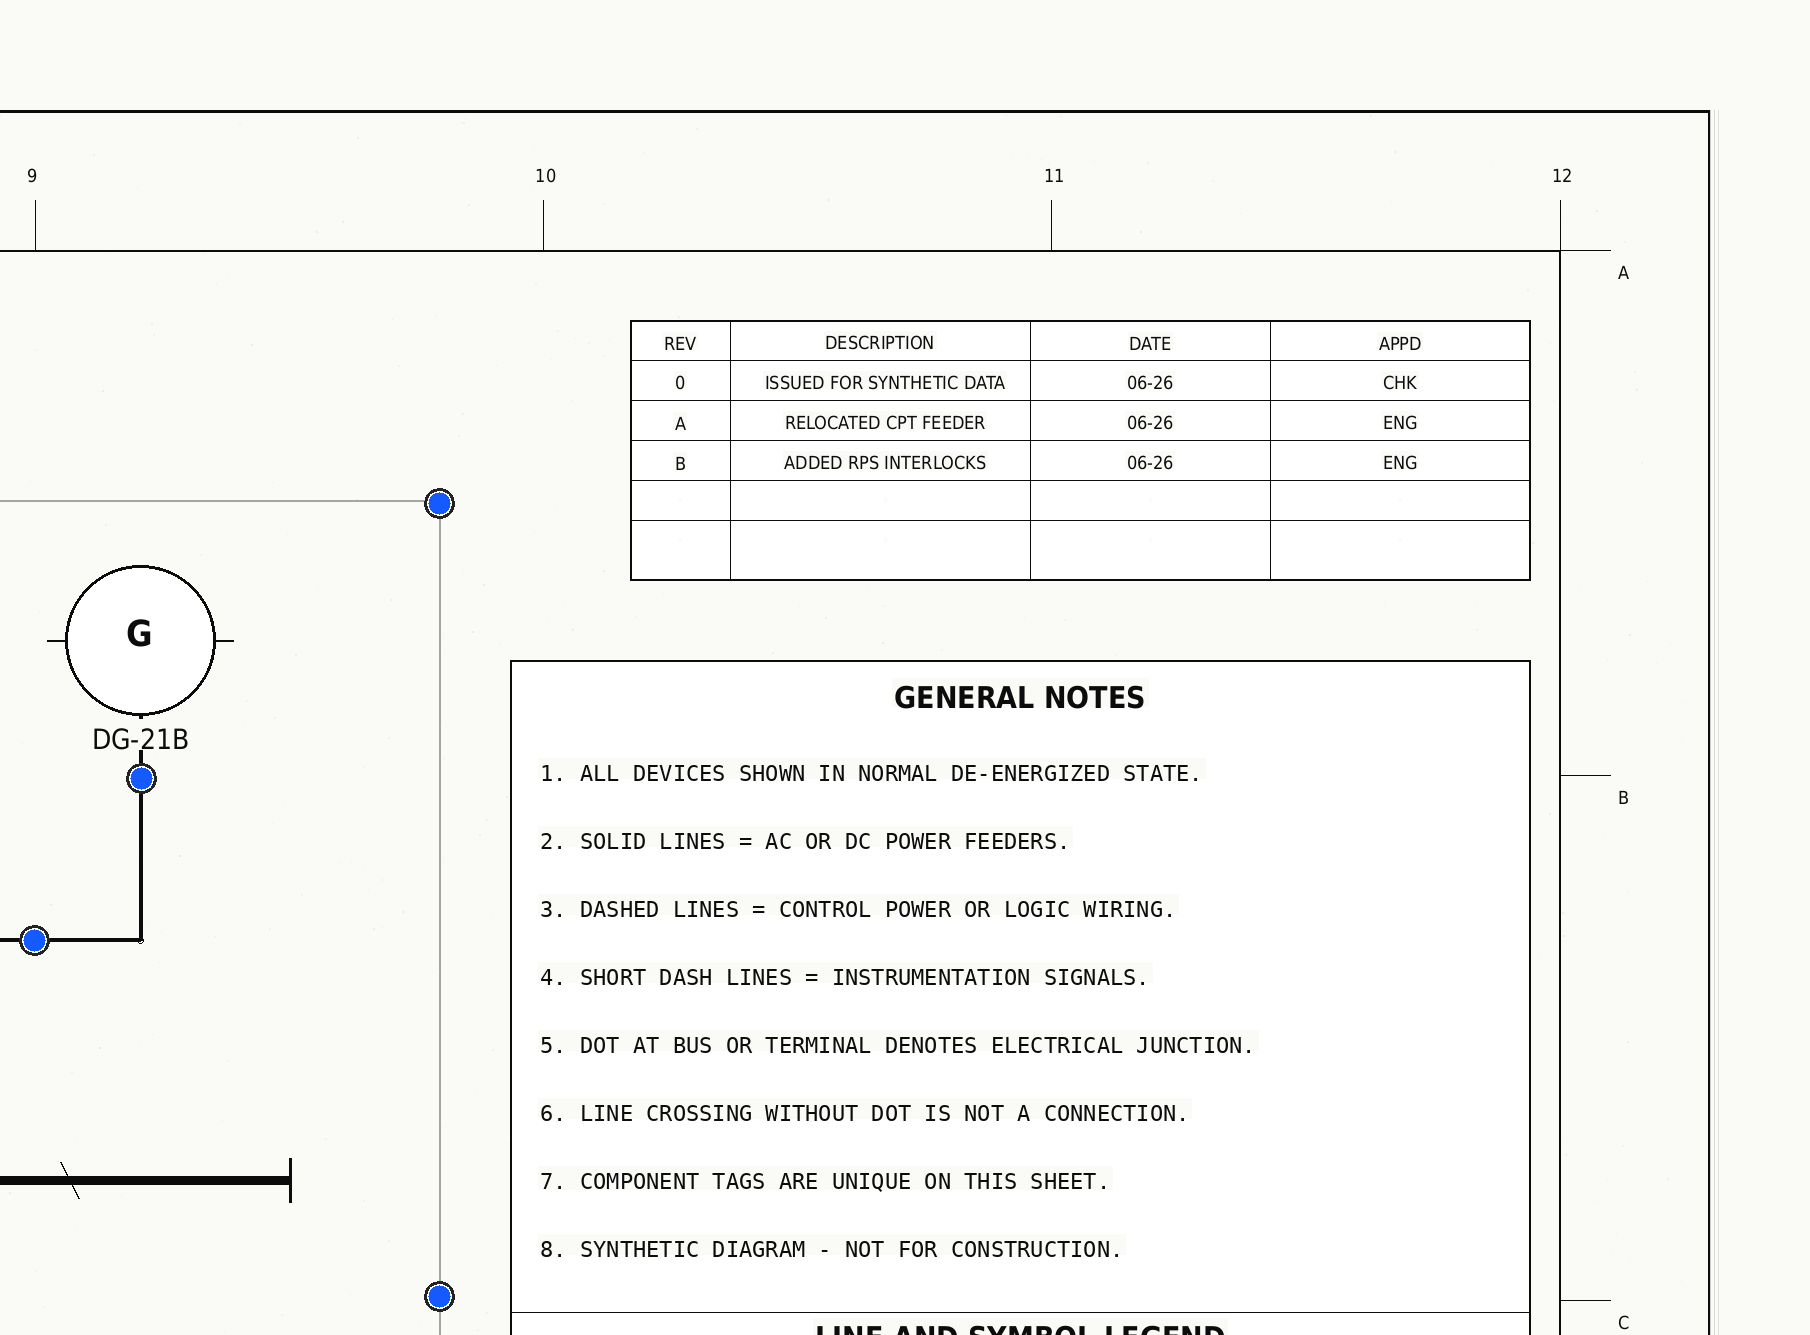 9 10 11 12
A
REV DESCRIPTION DATE APPD
0 ISSUED FOR SYNTHETIC DATA 06-26 CHK
A RELOCATED CPT FEEDER 06-26 ENG
B ADDED RPS INTERLOCKS 06-26 ENG
G
DG-21B
GENERAL NOTES
1. ALL DEVICES SHOWN IN NORMAL DE-ENERGIZED STATE.
B
2. SOLID LINES = AC OR DC POWER FEEDERS.
3. DASHED LINES = CONTROL POWER OR LOGIC WIRING.
4. SHORT DASH LINES = INSTRUMENTATION SIGNALS.
5. DOT AT BUS OR TERMINAL DENOTES ELECTRICAL JUNCTION.
6. LINE CROSSING WITHOUT DOT IS NOT A CONNECTION.
7. COMPONENT TAGS ARE UNIQUE ON THIS SHEET.
8. SYNTHETIC DIAGRAM - NOT FOR CONSTRUCTION.
C
LINE AND SYMBOL LEGEND